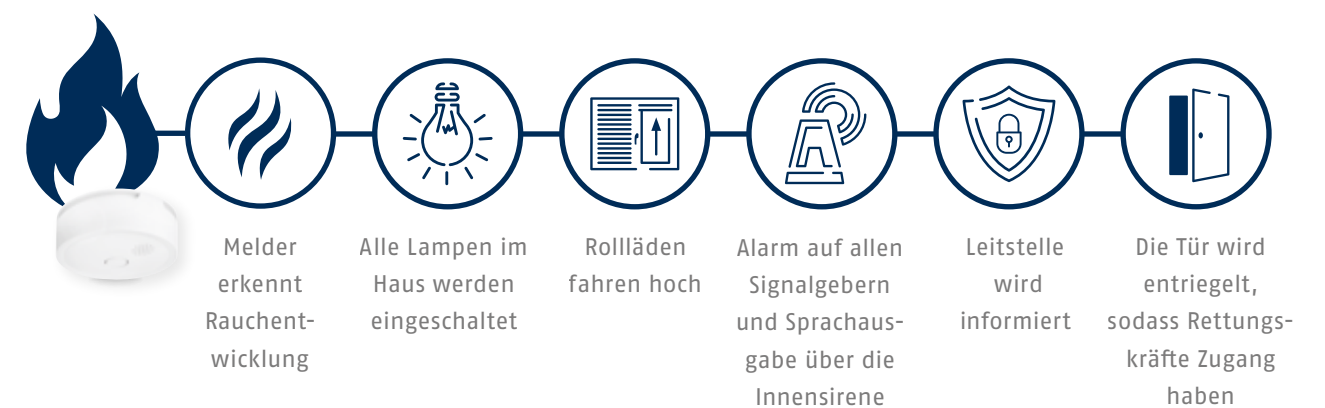 Melder
erkennt
Rauchent-
wicklung
Alle Lampen im
Haus werden
eingeschaltet
Rollläden
fahren hoch
Alarm auf allen
Signalgebern
und Sprachaus-
gabe über die
Innensirene
Leitstelle
wird
informiert
Die Tür wird
entriegelt,
sodass Rettungs-
kräfte Zugang
haben